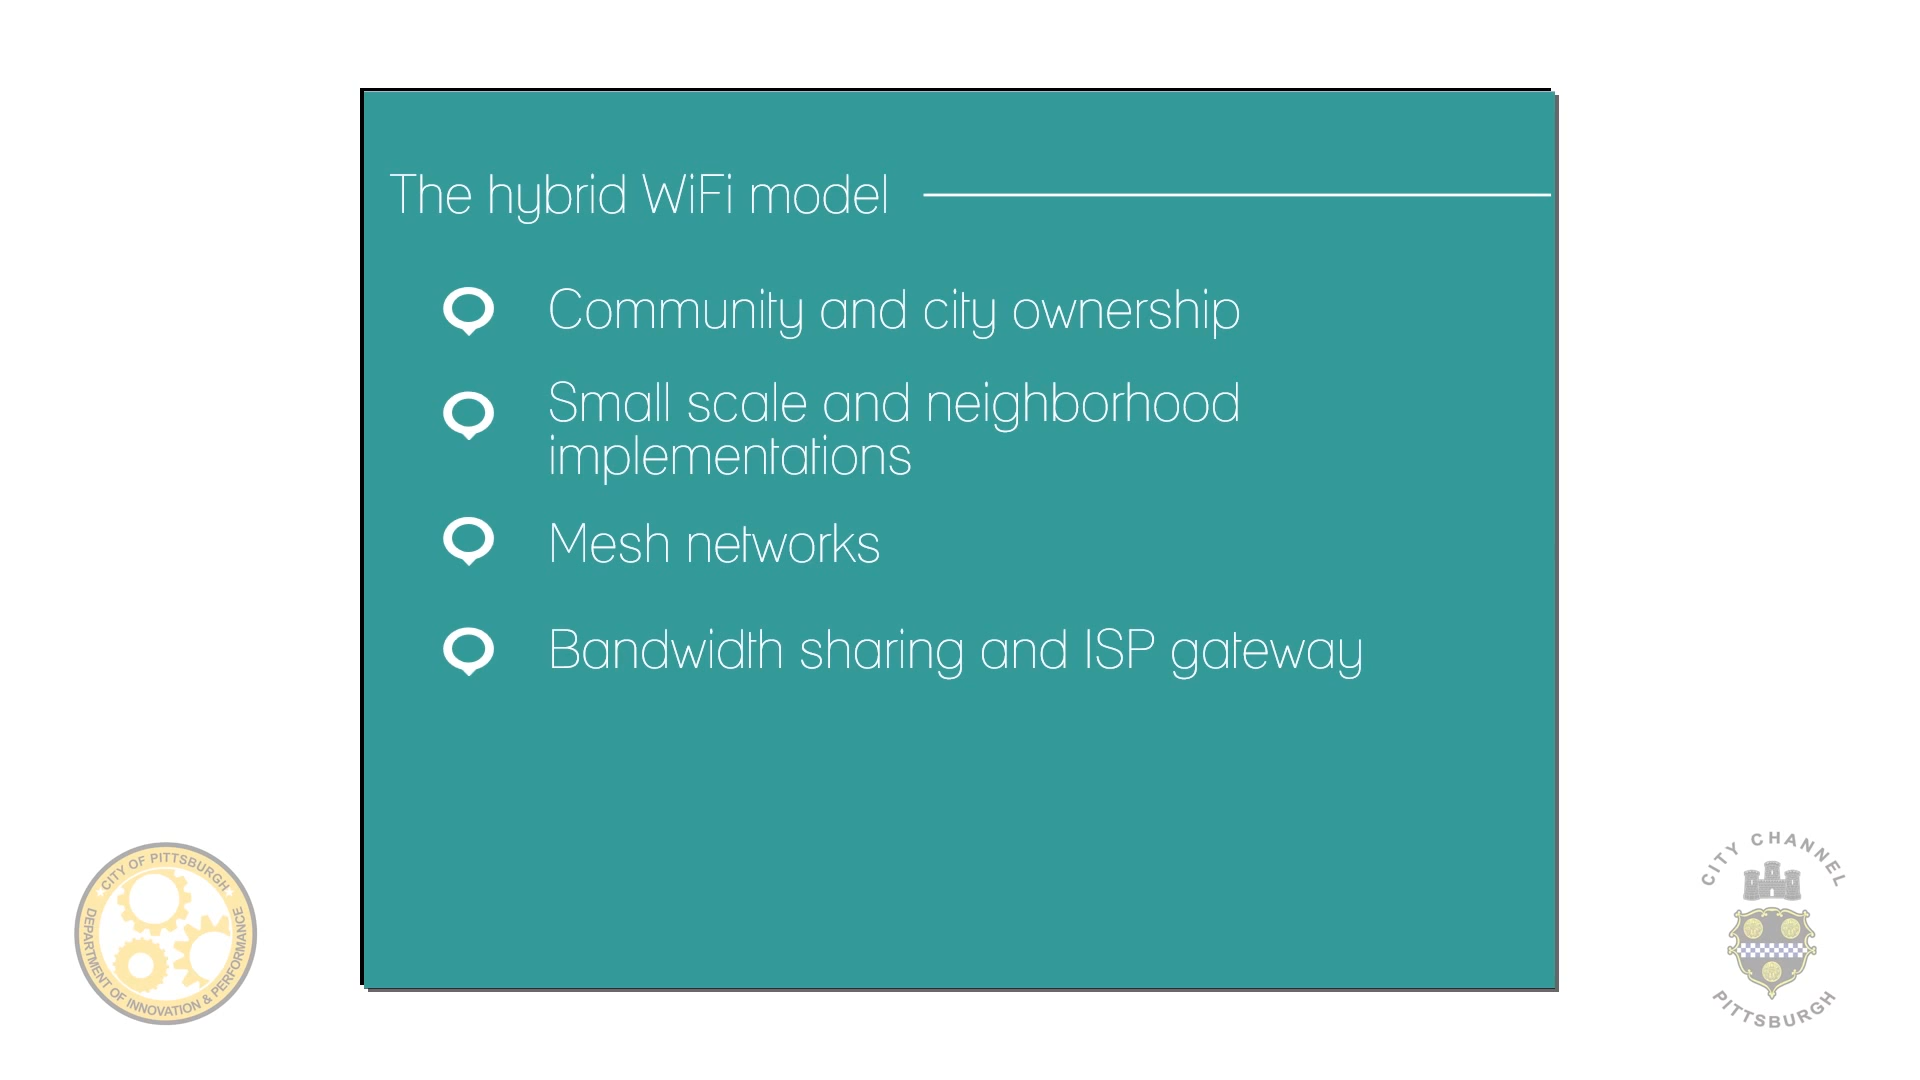 The hybrid WiFi model
Community and city ownership
Small scale and neighborhood
implementations
Mesh networks
Bandwidth sharing and ISP gateway
CITY OF PITTSBURGH
DEPARTMENT OF INNOVATION & PERFORMANCE
CITY CHANNEL
PITTSBURGH